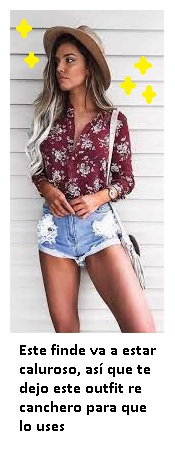 Este finde va a estar
caluroso, así que te
dejo este outfit re
canchero para que
lo uses